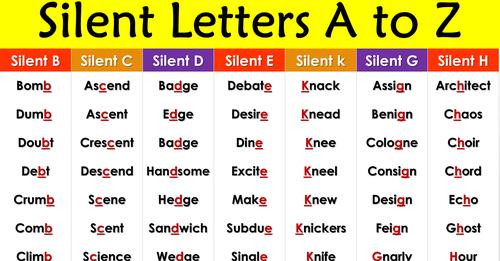 Silent Letters A to Z
Silent B Silent C Silent D Silent E Silent k Silent G Silent H
Bomb Ascend Badge Debate Knack Assign Architect
Dumb Ascent Edge Desire Knead Benign Chaos
Doubt Crescent Badge Dine Knee Cologne Choir
Debt Descend Handsome Excite Kneel Consign Chord
Crumb Scene Hedge Make Knew Design Echo
Comb Scent Sandwich Subdue Knickers Feign Ghost
Climb Science Wedge Single Knife Gnarly Hour